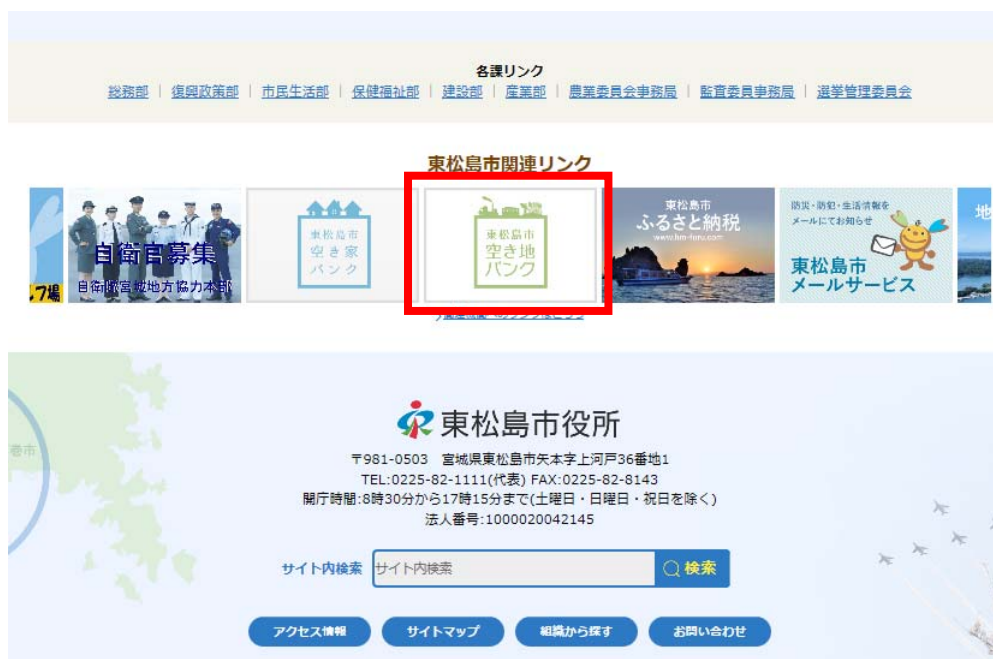 各課リンク
総務部 | 復興政策部 | 市民生活部 | 保健福祉部 | 建設部 | 産業部 | 農業委員会事務局 | 監査委員事務局 | 選挙管理委員会
東松島市関連リンク
ルフ場
自衛官募集
自衛隊宮城地方協力本部
東松島市
空き家
バンク
東松島市
空き地
バンク
東松島市
ふるさと納税
www.hm-furu.com
防災・防犯・生活情報を
メールにてお知らせ
東松島市
メールサービス
地
巻市
東松島市役所
〒981-0503 宮城県東松島市矢本字上河戸36番地1
TEL:0225-82-1111(代表) FAX:0225-82-8143
開庁時間:8時30分から17時15分まで(土曜日・日曜日・祝日を除く)
法人番号:1000020042145
サイト内検索 サイト内検索 検索
アクセス情報 サイトマップ 組織から探す お問い合わせ